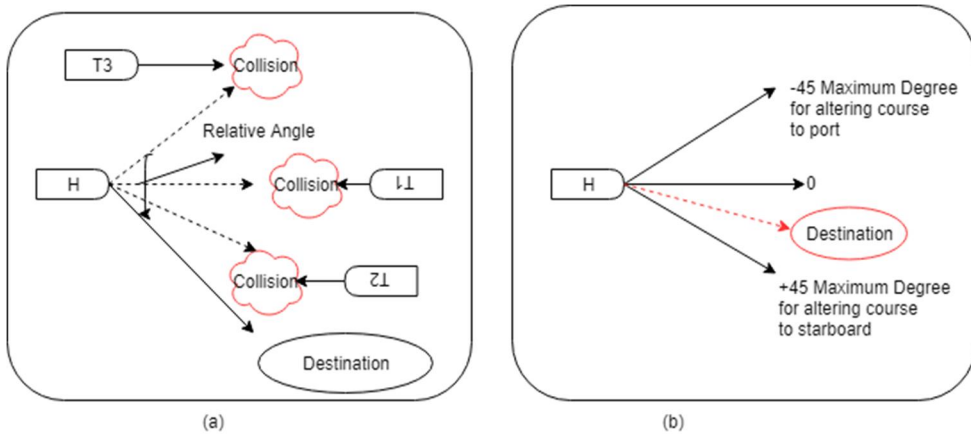 T3
Collision
Relative Angle
H
Collision
T1
Collision
T2
Destination
(a)
-45 Maximum Degree
for altering course
to port
H
0
Destination
+45 Maximum Degree
for altering course
to starboard
(b)